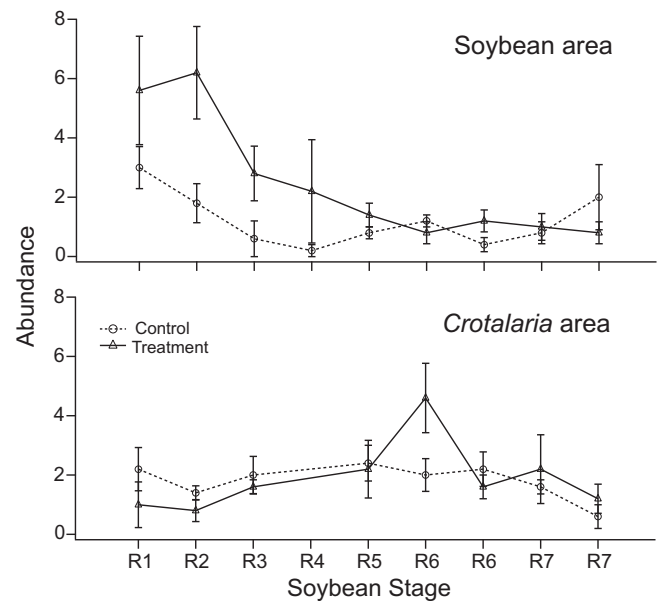 8
6
4
2
0
Soybean area
Abundance
8
6
4
2
0
Control
Treatment
Crotalaria area
R1 R2 R3 R4 R5 R6 R6 R7 R7
Soybean Stage